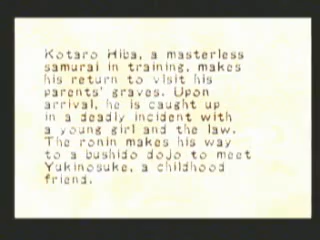 Kotaro Hiba, a masterless
samurai in training, makes
his return to visit his
parents' graves. Upon
arrival, he is caught up
in a deadly incident with
a young girl and the law.
The ronin makes his way
to a bushido dojo to meet
Yukinosuke, a childhood
friend.